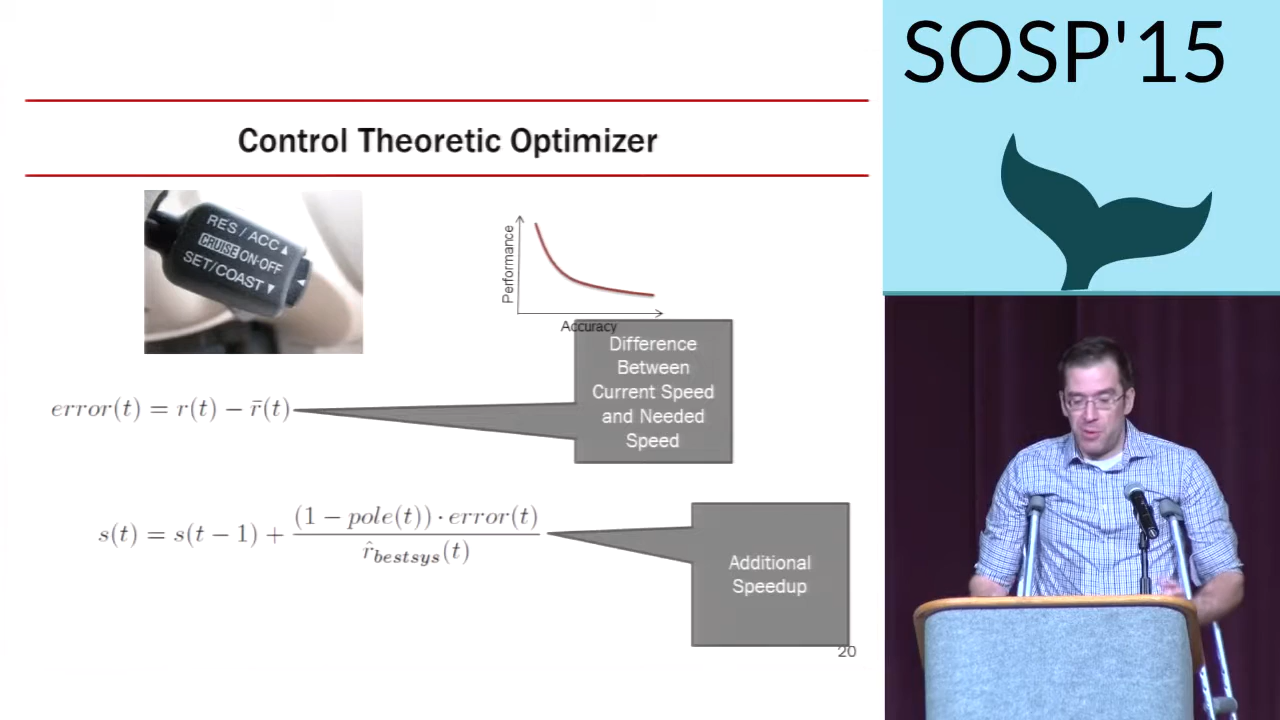 SOSP'15
Control Theoretic Optimizer
RES / ACC ▲
CRUISE ON-OFF
SET/COAST ▼
Performance
Accuracy
Difference
Between
Current Speed
and Needed
Speed
error(t) = r(t) − r̄(t)
s(t) = s(t − 1) + (1 − pole(t)) · error(t) / r̂bestsys(t)
Additional
Speedup
20